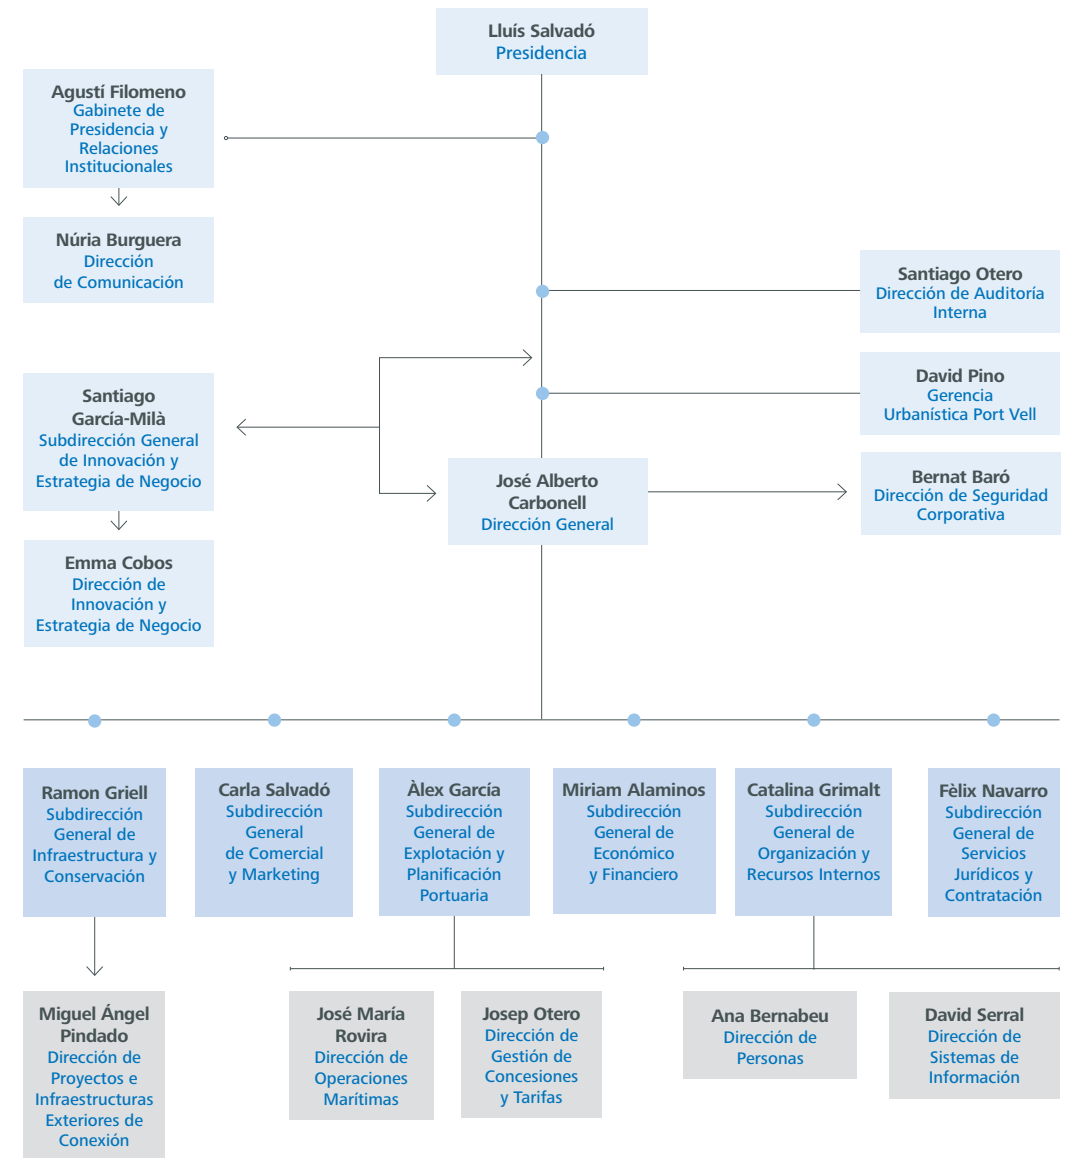 Lluís Salvadó
Presidencia
Agustí Filomeno
Gabinete de
Presidencia y
Relaciones
Institucionales
Núria Burguera
Dirección
de Comunicación
Santiago Otero
Dirección de Auditoría
Interna
David Pino
Gerencia
Urbanística Port Vell
Santiago
García-Milà
Subdirección General
de Innovación y
Estrategia de Negocio
José Alberto
Carbonell
Dirección General
Bernat Baró
Dirección de Seguridad
Corporativa
Emma Cobos
Dirección de
Innovación y
Estrategia de Negocio
Ramon Griell
Subdirección
General de
Infraestructura y
Conservación
Carla Salvadó
Subdirección
General
de Comercial
y Marketing
Àlex García
Subdirección
General de
Explotación y
Planificación
Portuaria
Miriam Alaminos
Subdirección
General de
Económico
y Financiero
Catalina Grimalt
Subdirección
General de
Organización y
Recursos Internos
Fèlix Navarro
Subdirección
General de
Servicios
Jurídicos y
Contratación
Miguel Ángel
Pindado
Dirección de
Proyectos e
Infraestructuras
Exteriores de
Conexión
José María
Rovira
Dirección de
Operaciones
Marítimas
Josep Otero
Dirección de
Gestión de
Concesiones
y Tarifas
Ana Bernabeu
Dirección de
Personas
David Serral
Dirección de
Sistemas de
Información